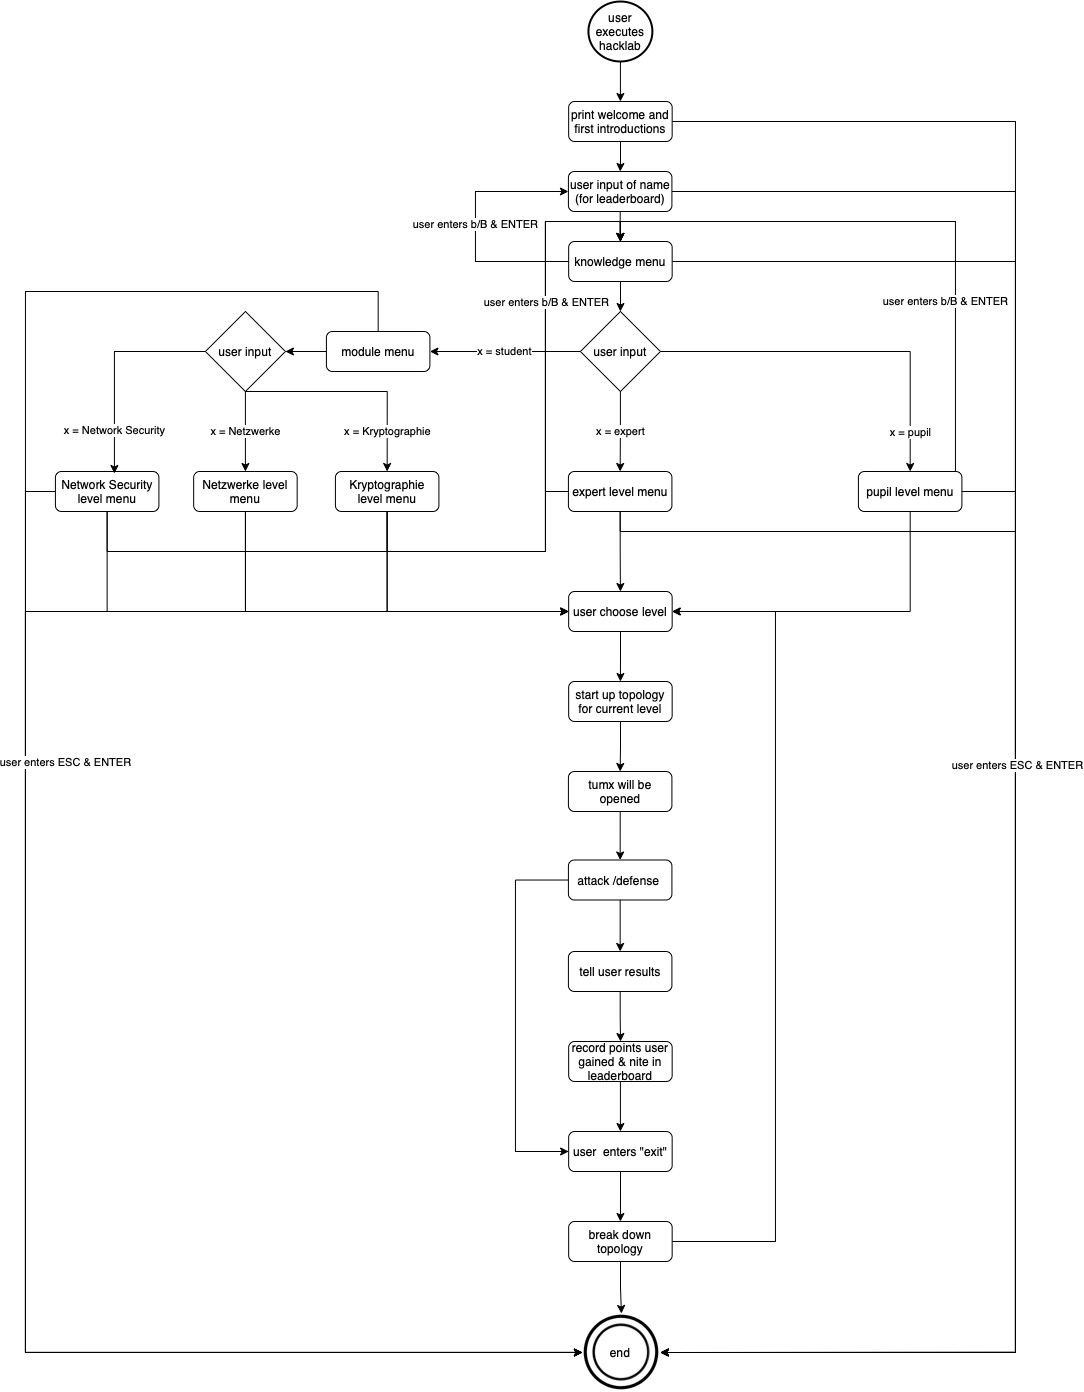 user
executes
hacklab
print welcome and
first introductions
user input of name
(for leaderboard)
user enters b/B & ENTER
knowledge menu
user enters b/B & ENTER
user enters b/B & ENTER
user input
module menu
x = student
user input
x = Network Security
x = Netzwerke
x = Kryptographie
x = expert
x = pupil
Network Security
level menu
Netzwerke level
menu
Kryptographie
level menu
expert level menu
pupil level menu
user choose level
start up topology
for current level
user enters ESC & ENTER
user enters ESC & ENTER
tumx will be
opened
attack /defense
tell user results
record points user
gained & nite in
leaderboard
user enters "exit"
break down
topology
end